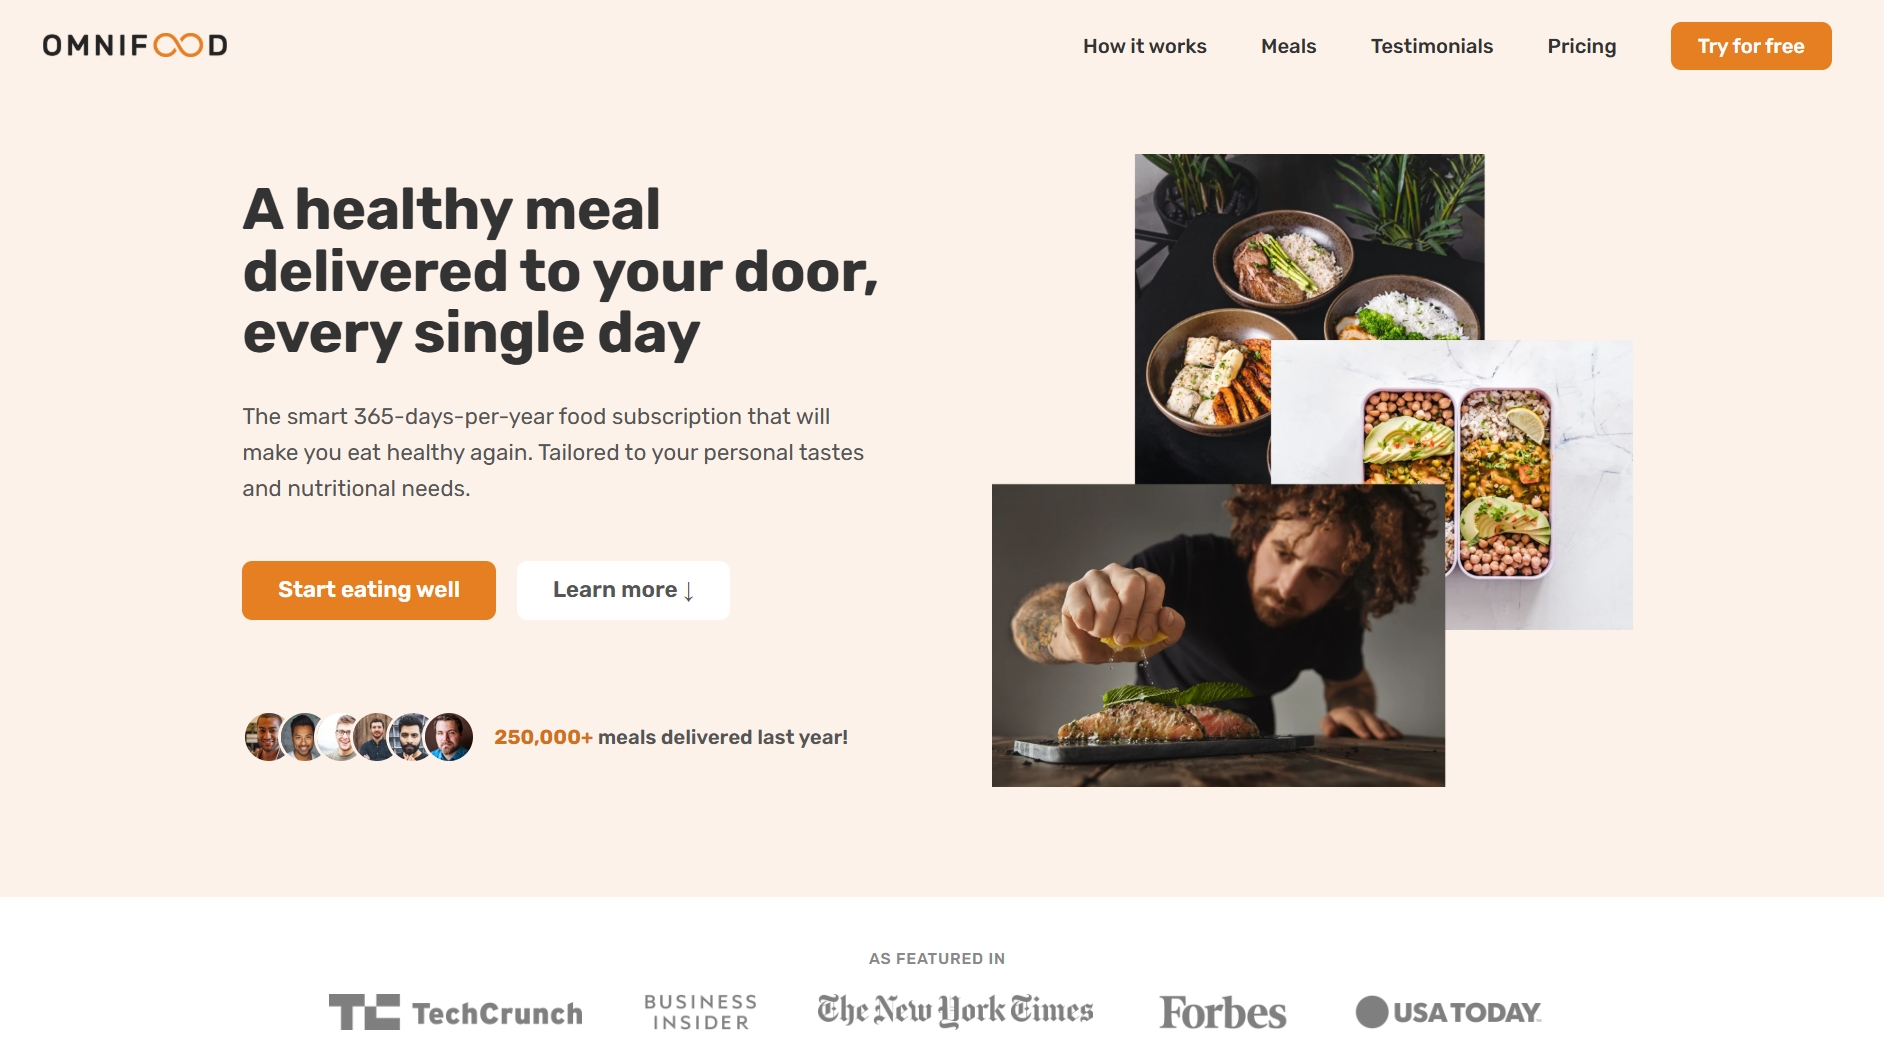 OMNIFOOD
How it works
Meals
Testimonials
Pricing
Try for free
A healthy meal
delivered to your door,
every single day
The smart 365-days-per-year food subscription that will
make you eat healthy again. Tailored to your personal tastes
and nutritional needs.
Start eating well
Learn more ↓
250,000+ meals delivered last year!
AS FEATURED IN
TC TechCrunch
BUSINESS
INSIDER
The New York Times
Forbes
USA TODAY